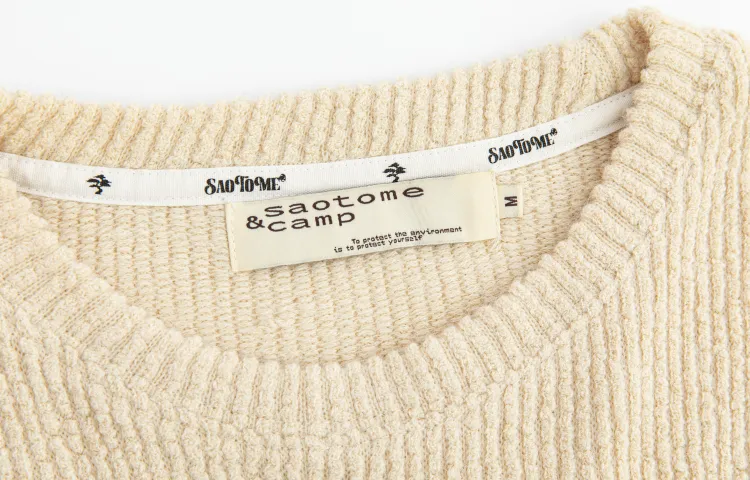 SAOTOME
SAOTOME
saotome
&camp
To protect the environment
is to protect yourself
M